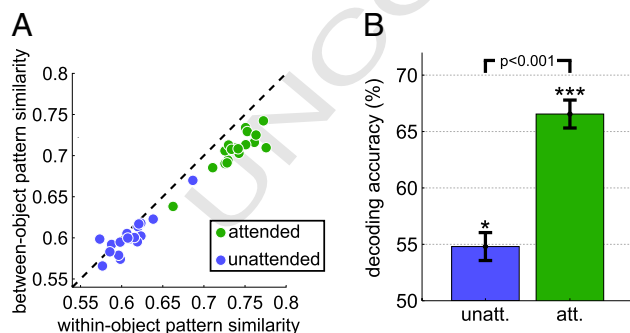 A
B
between-object pattern similarity
0.8
0.75
0.7
0.65
0.6
0.55
0.55 0.6 0.65 0.7 0.75 0.8
within-object pattern similarity
attended
unattended
UNCO
decoding accuracy (%)
70
65
60
55
50
p<0.001
*
***
unatt. att.